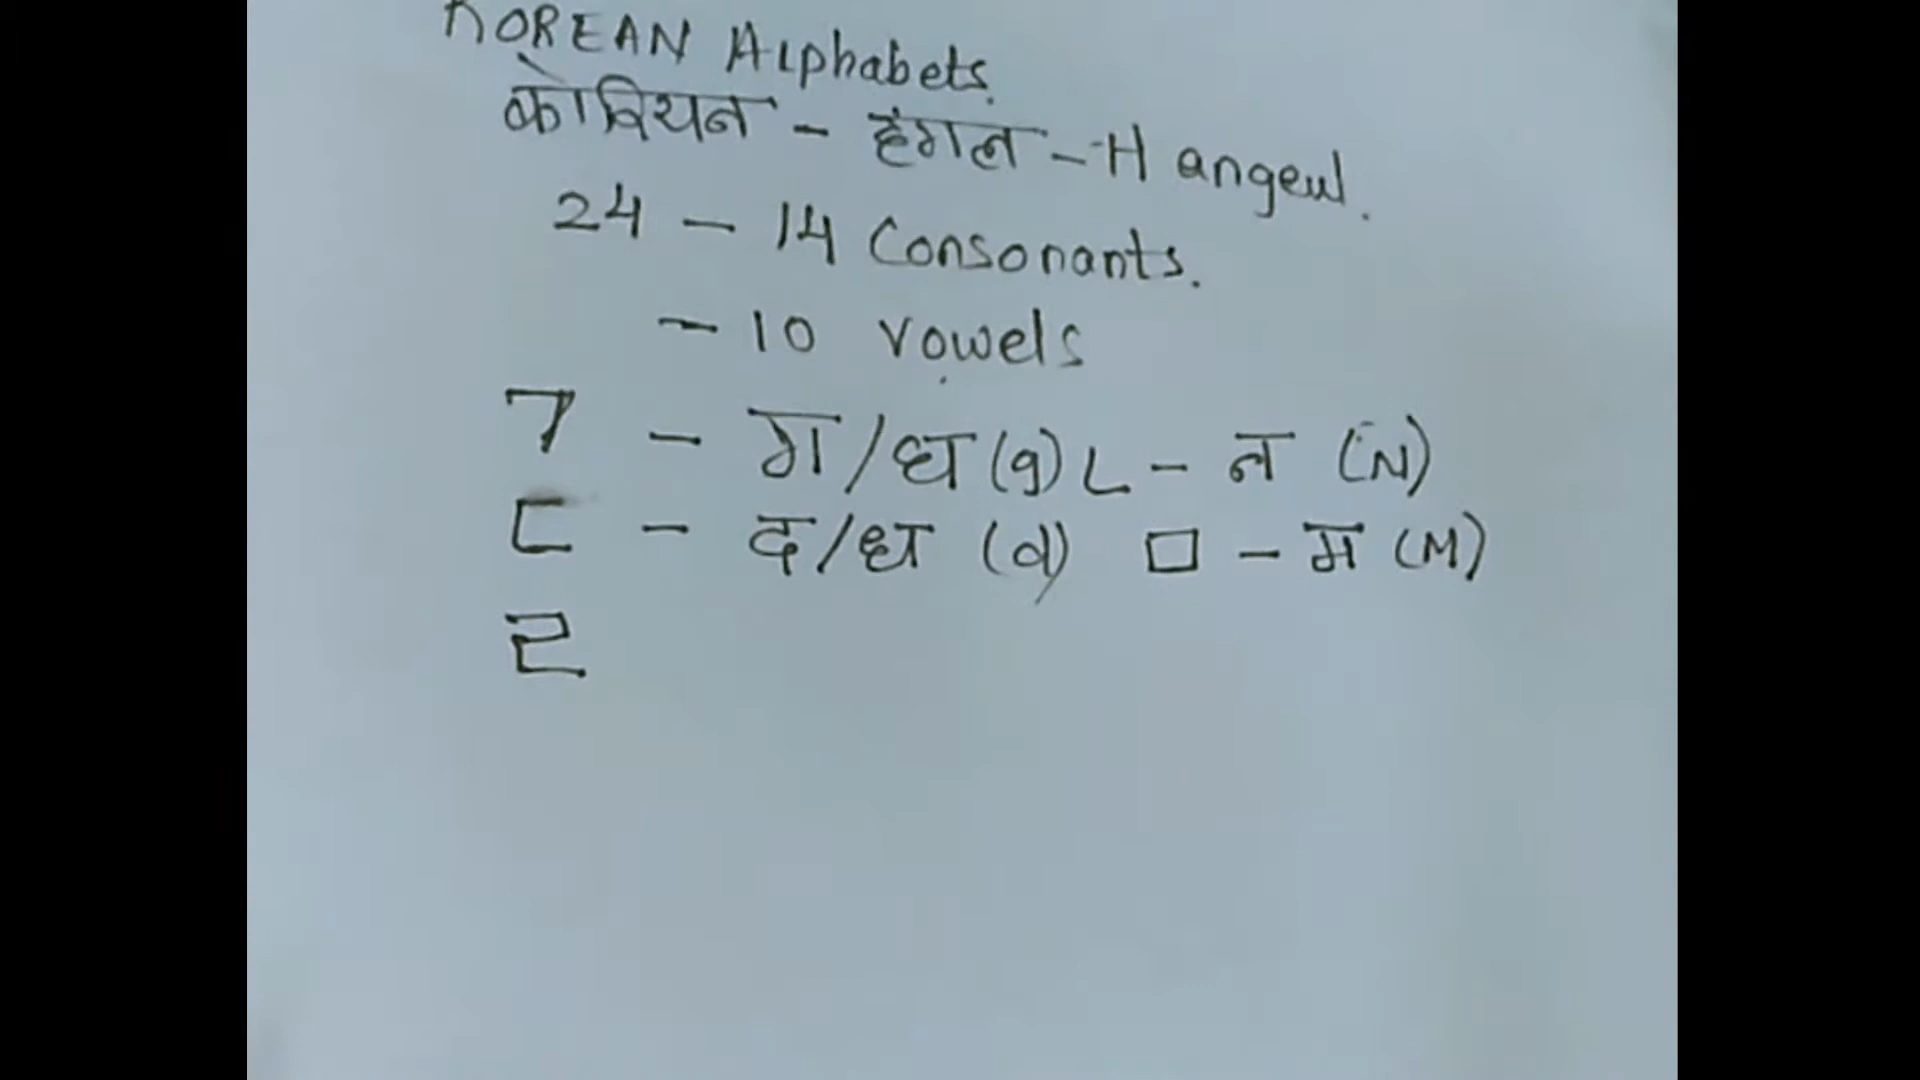 KOREAN Alphabets.
कोरियन - हंगल - Hangeul.
24 - 14 Consonants.
- 10 Vowels
ㄱ - ग/घ (g) ㄴ - न (N)
ㄷ - द/ध (d) ㅁ - म (M)
ㄹ